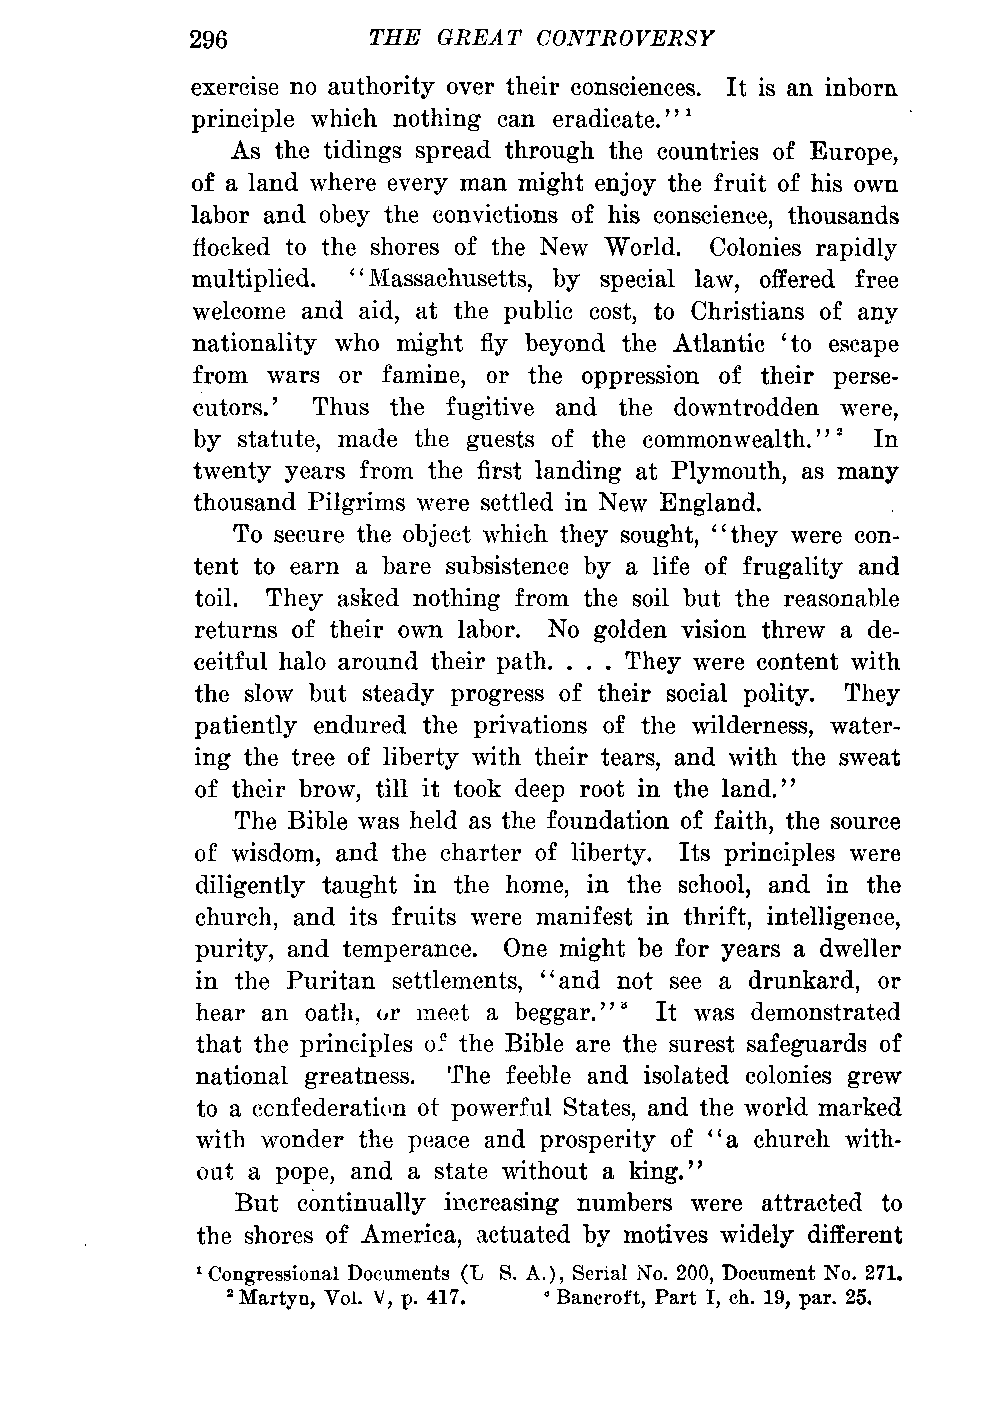 296 THE GREAT CONTROVERSY
exercise no authority over their consciences. It is an inborn
principle which nothing can eradicate.''¹
As the tidings spread through the countries of Europe,
of a land where every man might enjoy the fruit of his own
labor and obey the convictions of his conscience, thousands
flocked to the shores of the New World. Colonies rapidly
multiplied. ''Massachusetts, by special law, offered free
welcome and aid, at the public cost, to Christians of any
nationality who might fly beyond the Atlantic 'to escape
from wars or famine, or the oppression of their perse-
cutors.' Thus the fugitive and the downtrodden were,
by statute, made the guests of the commonwealth.''² In
twenty years from the first landing at Plymouth, as many
thousand Pilgrims were settled in New England.
To secure the object which they sought, ''they were con-
tent to earn a bare subsistence by a life of frugality and
toil. They asked nothing from the soil but the reasonable
returns of their own labor. No golden vision threw a de-
ceitful halo around their path. . . . They were content with
the slow but steady progress of their social polity. They
patiently endured the privations of the wilderness, water-
ing the tree of liberty with their tears, and with the sweat
of their brow, till it took deep root in the land.''
The Bible was held as the foundation of faith, the source
of wisdom, and the charter of liberty. Its principles were
diligently taught in the home, in the school, and in the
church, and its fruits were manifest in thrift, intelligence,
purity, and temperance. One might be for years a dweller
in the Puritan settlements, ''and not see a drunkard, or
hear an oath, or meet a beggar.''³ It was demonstrated
that the principles of the Bible are the surest safeguards of
national greatness. The feeble and isolated colonies grew
to a confederation of powerful States, and the world marked
with wonder the peace and prosperity of ''a church with-
out a pope, and a state without a king.''
But continually increasing numbers were attracted to
the shores of America, actuated by motives widely different
¹ Congressional Documents (U. S. A.), Serial No. 200, Document No. 271.
² Martyn, Vol. V, p. 417. ³ Bancroft, Part I, ch. 19, par. 25.